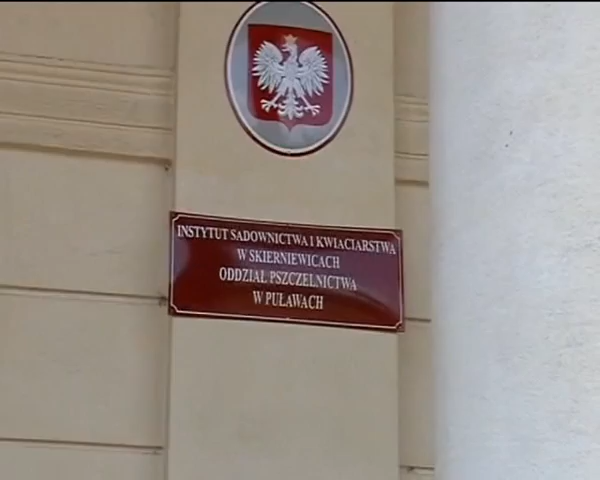 INSTYTUT SADOWNICTWA I KWIACIARSTWA
W SKIERNIEWICACH
ODDZIAŁ PSZCZELNICTWA
W PUŁAWACH